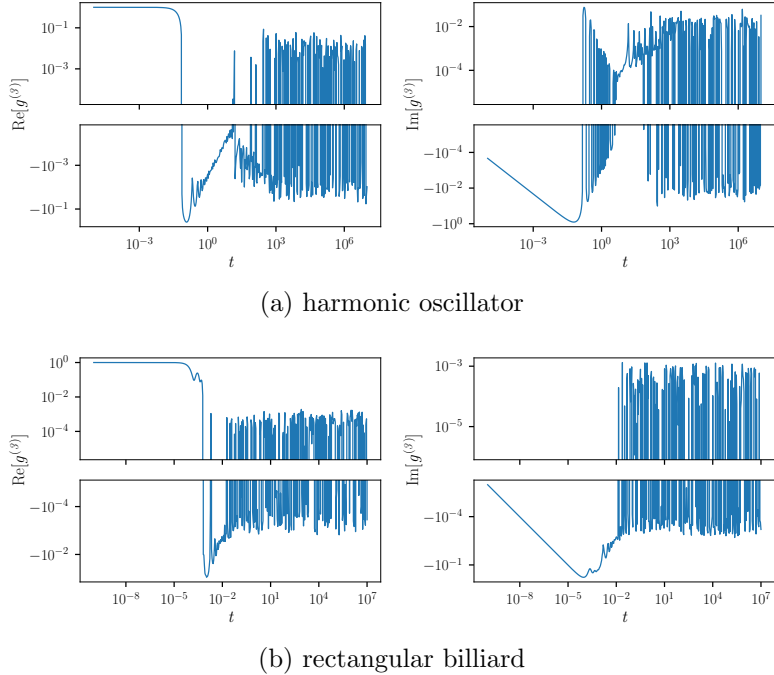 Re[g^{(3)}]
10^{-1}
10^{-3}
-10^{-3}
-10^{-1}
10^{-3} 10^{0} 10^{3} 10^{6}
t
Im[g^{(3)}]
10^{-2}
10^{-4}
-10^{-4}
-10^{-2}
-10^{0}
10^{-3} 10^{0} 10^{3} 10^{6}
t
(a) harmonic oscillator
Re[g^{(3)}]
10^{0}
10^{-2}
10^{-4}
-10^{-4}
-10^{-2}
10^{-8} 10^{-5} 10^{-2} 10^{1} 10^{4} 10^{7}
t
Im[g^{(3)}]
10^{-3}
10^{-5}
-10^{-4}
-10^{-1}
10^{-8} 10^{-5} 10^{-2} 10^{1} 10^{4} 10^{7}
t
(b) rectangular billiard